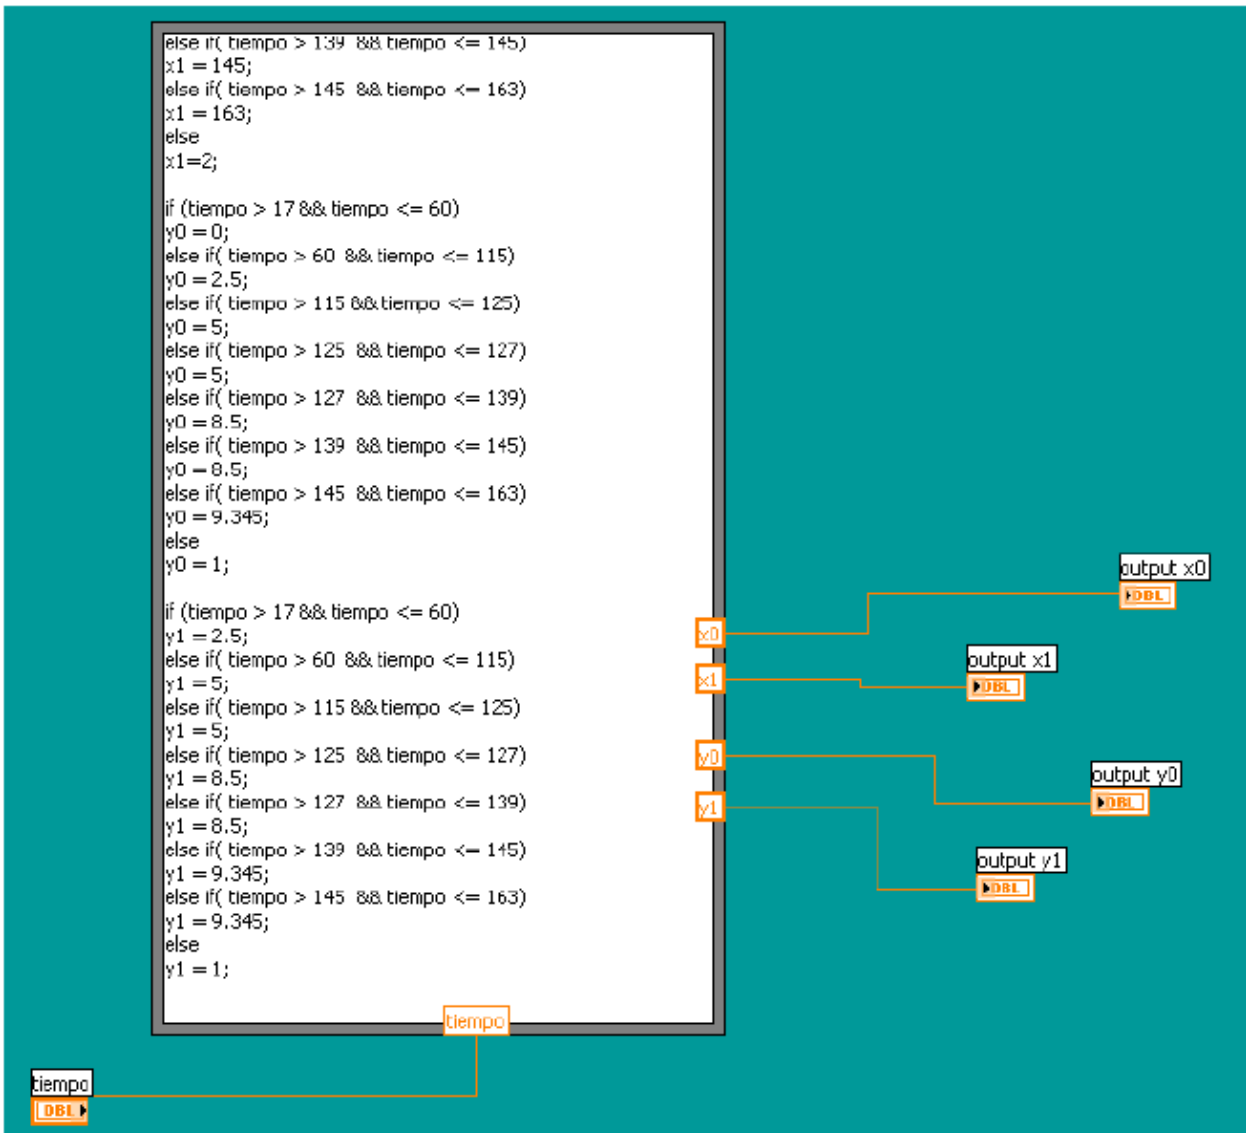 else if( tiempo > 139 && tiempo <= 145)
x1 = 145;
else if( tiempo > 145 && tiempo <= 163)
x1 = 163;
else
x1=2;
if (tiempo > 17 && tiempo <= 60)
y0 = 0;
else if( tiempo > 60 && tiempo <= 115)
y0 = 2.5;
else if( tiempo > 115 && tiempo <= 125)
y0 = 5;
else if( tiempo > 125 && tiempo <= 127)
y0 = 5;
else if( tiempo > 127 && tiempo <= 139)
y0 = 8.5;
else if( tiempo > 139 && tiempo <= 145)
y0 = 8.5;
else if( tiempo > 145 && tiempo <= 163)
y0 = 9.345;
else
y0 = 1;
if (tiempo > 17 && tiempo <= 60)
y1 = 2.5;
else if( tiempo > 60 && tiempo <= 115)
y1 = 5;
else if( tiempo > 115 && tiempo <= 125)
y1 = 5;
else if( tiempo > 125 && tiempo <= 127)
y1 = 8.5;
else if( tiempo > 127 && tiempo <= 139)
y1 = 8.5;
else if( tiempo > 139 && tiempo <= 145)
y1 = 9.345;
else if( tiempo > 145 && tiempo <= 163)
y1 = 9.345;
else
y1 = 1;
x0
x1
y0
y1
output x0
DBL
output x1
DBL
output y0
DBL
output y1
DBL
tiempo
tiempo
DBL